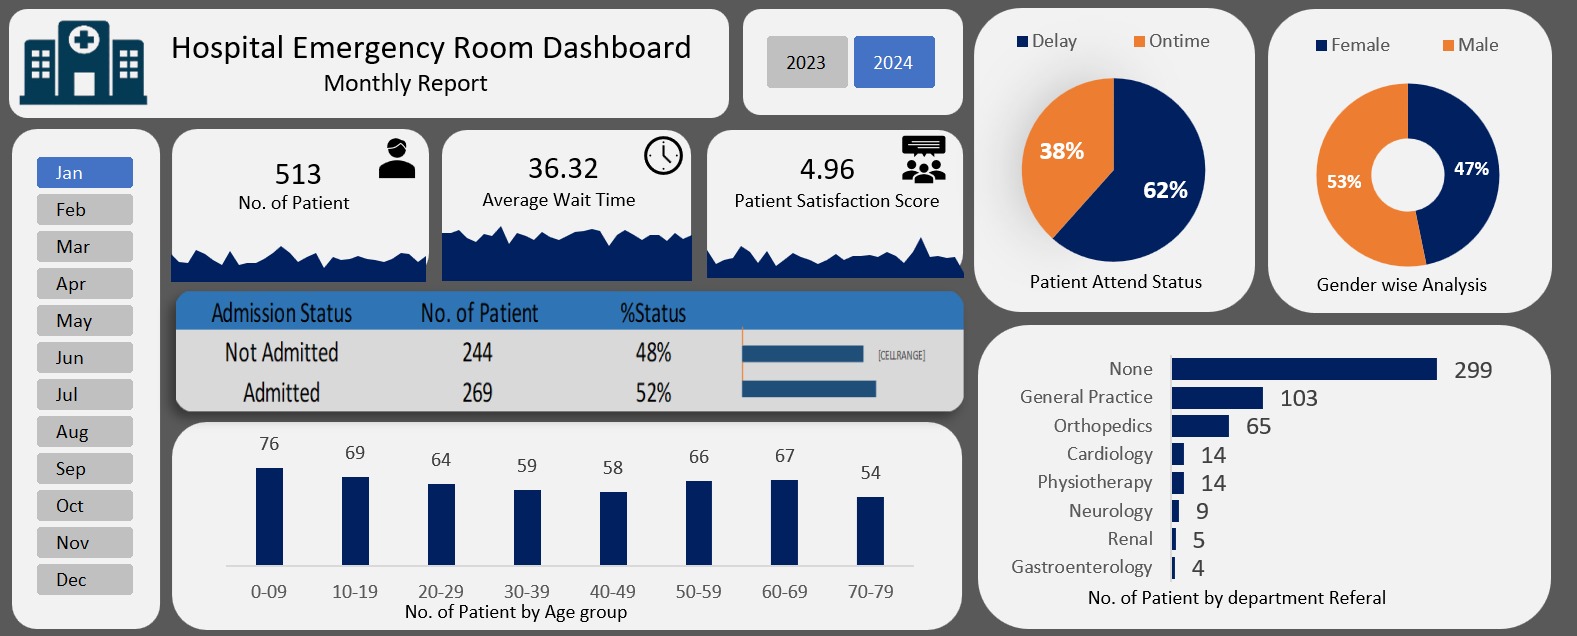 Hospital Emergency Room Dashboard
Monthly Report
2023
2024
Jan
Feb
Mar
Apr
May
Jun
Jul
Aug
Sep
Oct
Nov
Dec
513
No. of Patient
36.32
Average Wait Time
4.96
Patient Satisfaction Score
Admission Status No. of Patient %Status
Not Admitted 244 48% [CELLRANGE]
Admitted 269 52%
76 69 64 59 58 66 67 54
0-09 10-19 20-29 30-39 40-49 50-59 60-69 70-79
No. of Patient by Age group
Delay Ontime
38%
62%
Patient Attend Status
Female Male
53%
47%
Gender wise Analysis
None 299
General Practice 103
Orthopedics 65
Cardiology 14
Physiotherapy 14
Neurology 9
Renal 5
Gastroenterology 4
No. of Patient by department Referal